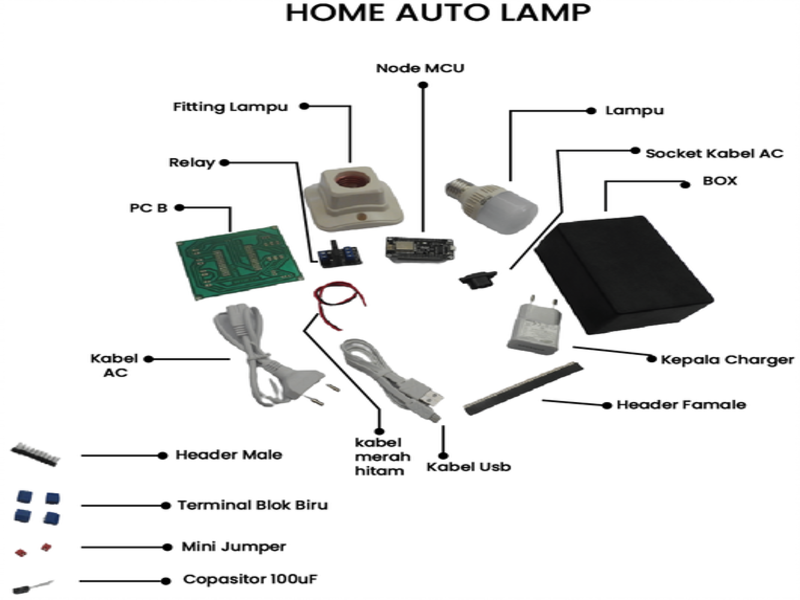 HOME AUTO LAMP
Node MCU
Fitting Lampu
Lampu
Relay
Socket Kabel AC
BOX
PC B
Kabel
AC
Kepala Charger
Header Famale
kabel
merah
hitam
Kabel Usb
Header Male
Terminal Blok Biru
Mini Jumper
Copasitor 100uF